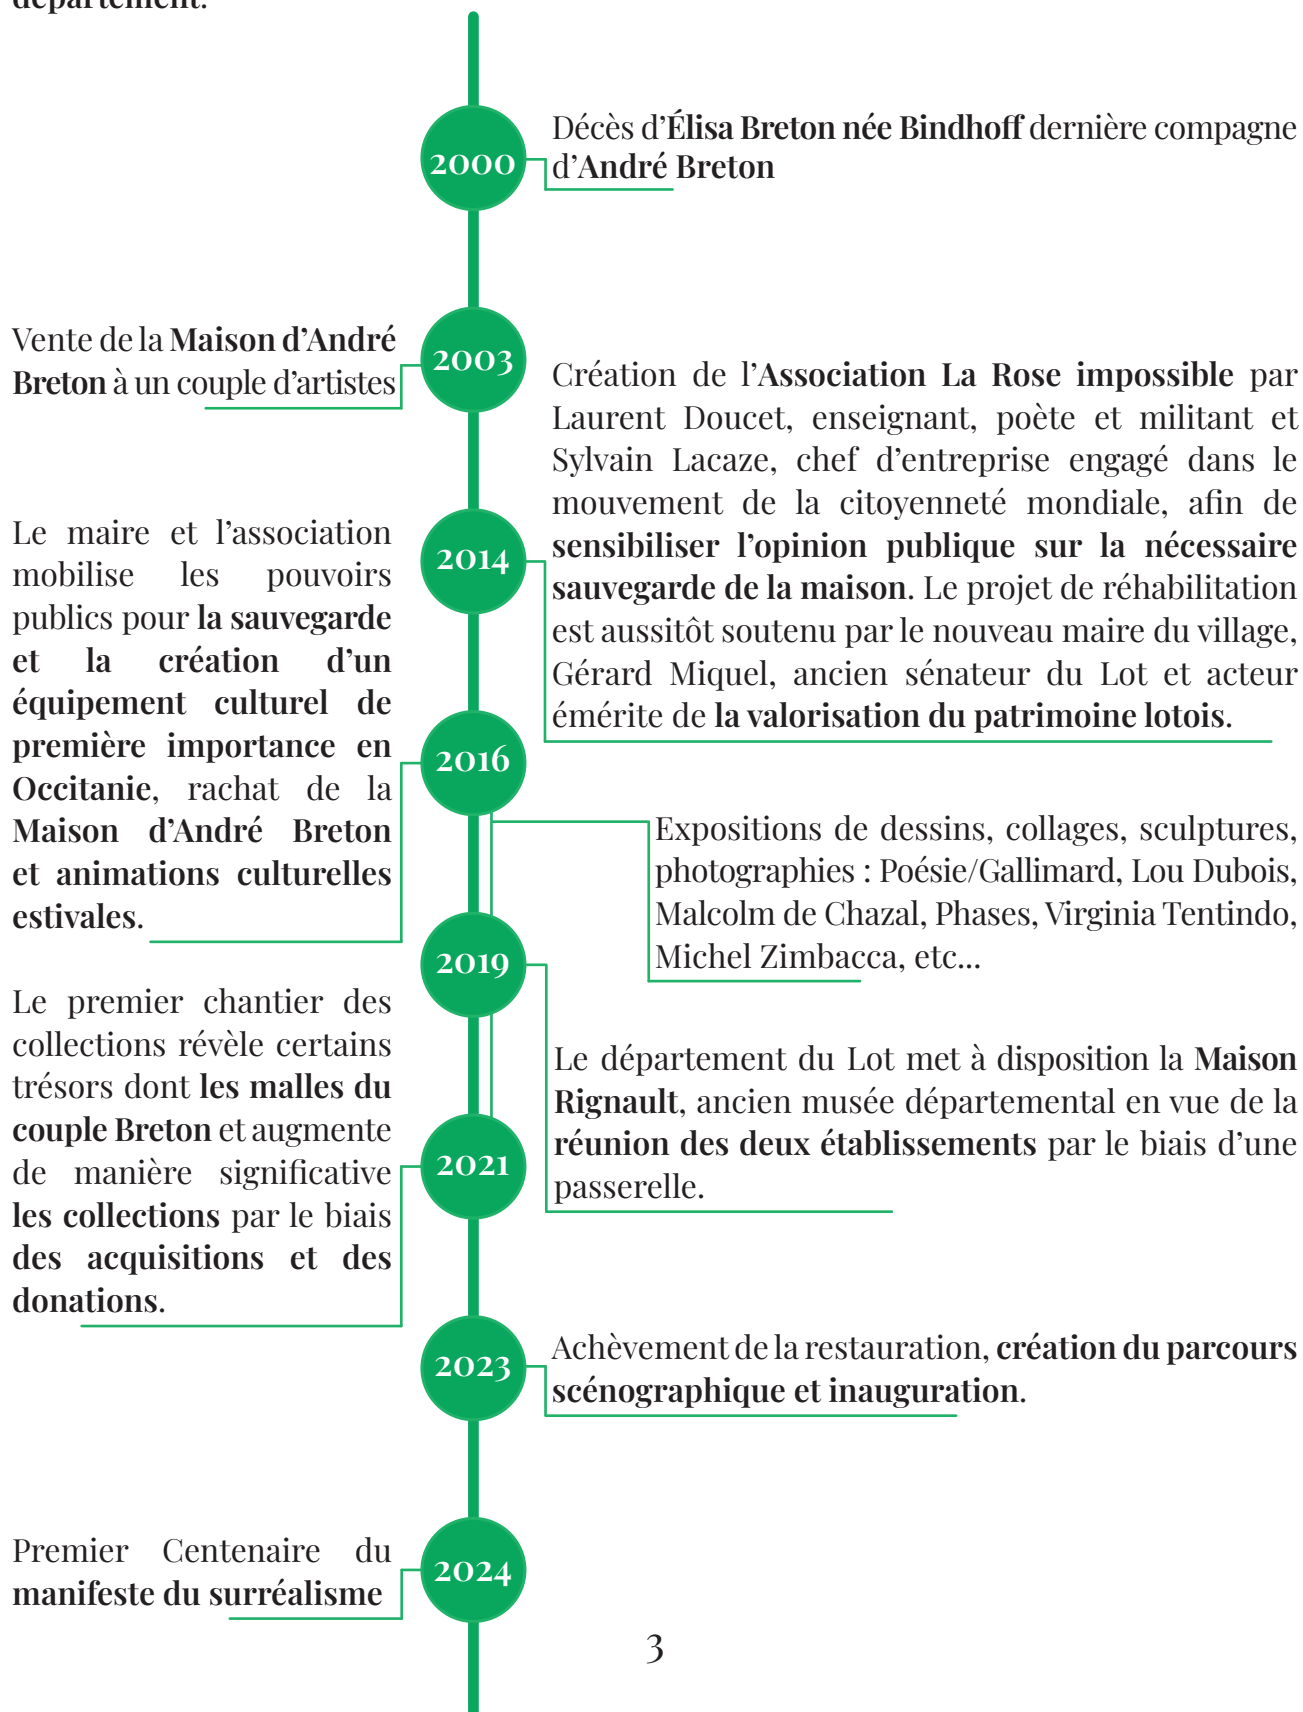 département.
2000
Décès d’Élisa Breton née Bindhoff dernière compagne
d’André Breton
2003
Vente de la Maison d’André
Breton à un couple d’artistes
2014
Création de l’Association La Rose impossible par
Laurent Doucet, enseignant, poète et militant et
Sylvain Lacaze, chef d’entreprise engagé dans le
mouvement de la citoyenneté mondiale, afin de
sensibiliser l’opinion publique sur la nécessaire
sauvegarde de la maison. Le projet de réhabilitation
est aussitôt soutenu par le nouveau maire du village,
Gérard Miquel, ancien sénateur du Lot et acteur
émérite de la valorisation du patrimoine lotois.
2016
Le maire et l’association
mobilise les pouvoirs
publics pour la sauvegarde
et la création d’un
équipement culturel de
première importance en
Occitanie, rachat de la
Maison d’André Breton
et animations culturelles
estivales.
Expositions de dessins, collages, sculptures,
photographies : Poésie/Gallimard, Lou Dubois,
Malcolm de Chazal, Phases, Virginia Tentindo,
Michel Zimbacca, etc...
2019
Le département du Lot met à disposition la Maison
Rignault, ancien musée départemental en vue de la
réunion des deux établissements par le biais d’une
passerelle.
2021
Le premier chantier des
collections révèle certains
trésors dont les malles du
couple Breton et augmente
de manière significative
les collections par le biais
des acquisitions et des
donations.
2023
Achèvement de la restauration, création du parcours
scénographique et inauguration.
2024
Premier Centenaire du
manifeste du surréalisme
3